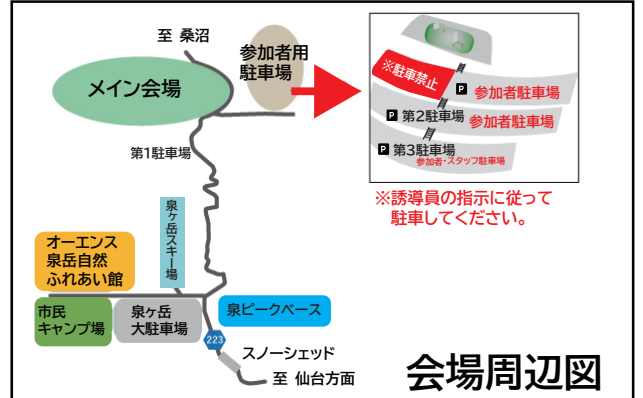 至 桑沼
参加者用
駐車場
メイン会場
第1駐車場
泉ヶ岳スキー場
オーエンス
泉岳自然
ふれあい館
市民
キャンプ場
泉ヶ岳
大駐車場
泉ピークベース
223
スノーシェッド
至 仙台方面
※駐車禁止
P 参加者駐車場
P 第2駐車場 参加者駐車場
P 第3駐車場
参加者・スタッフ駐車場
※誘導員の指示に従って
駐車してください。
会場周辺図